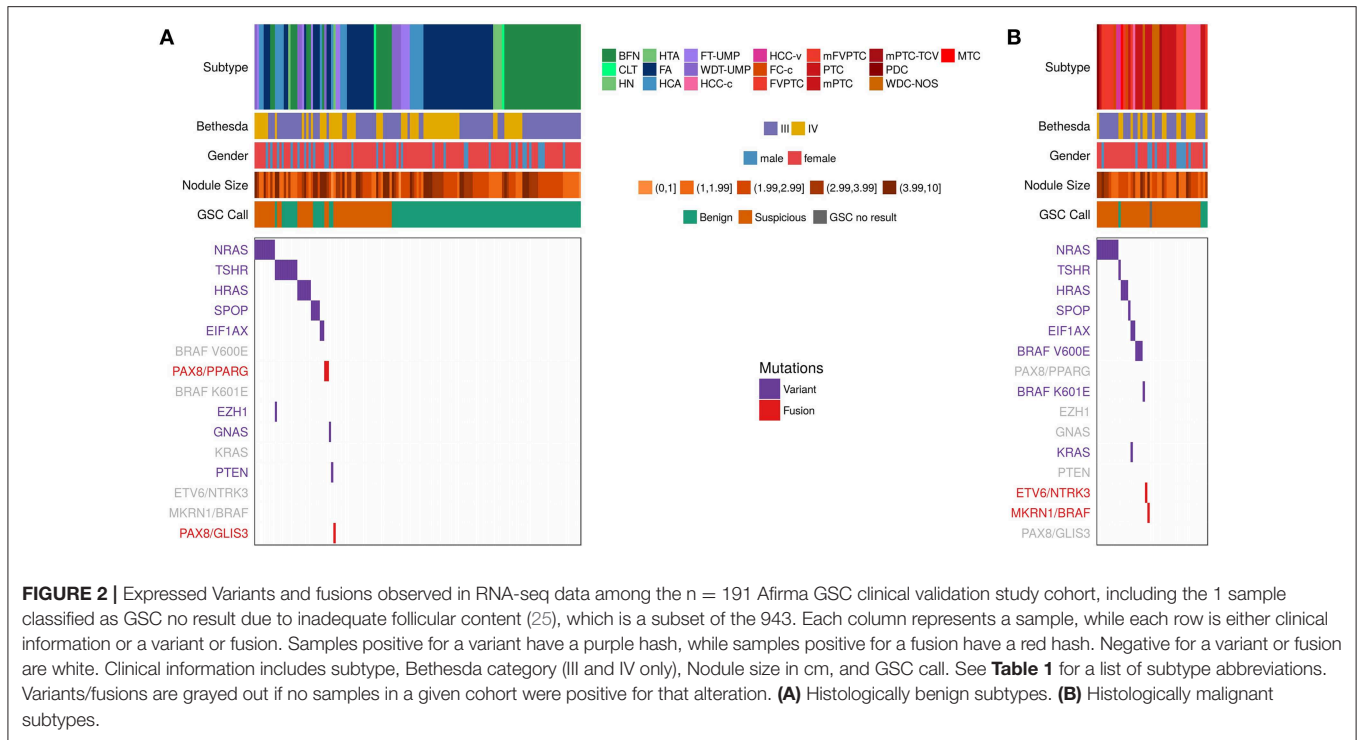 A
B
Subtype
Bethesda
Gender
Nodule Size
GSC Call
BFN HTA FT-UMP HCC-v mFVPTC mPTC-TCV MTC
CLT FA WDT-UMP FC-c PTC PDC
HN HCA HCC-c FVPTC mPTC WDC-NOS
III IV
male female
(0,1] (1,1.99] (1.99,2.99] (2.99,3.99] (3.99,10]
Benign Suspicious GSC no result
Subtype
Bethesda
Gender
Nodule Size
GSC Call
NRAS
TSHR
HRAS
SPOP
EIF1AX
BRAF V600E
PAX8/PPARG
BRAF K601E
EZH1
GNAS
KRAS
PTEN
ETV6/NTRK3
MKRN1/BRAF
PAX8/GLIS3
Mutations
Variant
Fusion
NRAS
TSHR
HRAS
SPOP
EIF1AX
BRAF V600E
PAX8/PPARG
BRAF K601E
EZH1
GNAS
KRAS
PTEN
ETV6/NTRK3
MKRN1/BRAF
PAX8/GLIS3
FIGURE 2 | Expressed Variants and fusions observed in RNA-seq data among the n = 191 Afirma GSC clinical validation study cohort, including the 1 sample
classified as GSC no result due to inadequate follicular content (25), which is a subset of the 943. Each column represents a sample, while each row is either clinical
information or a variant or fusion. Samples positive for a variant have a purple hash, while samples positive for a fusion have a red hash. Negative for a variant or fusion
are white. Clinical information includes subtype, Bethesda category (III and IV only), Nodule size in cm, and GSC call. See Table 1 for a list of subtype abbreviations.
Variants/fusions are grayed out if no samples in a given cohort were positive for that alteration. (A) Histologically benign subtypes. (B) Histologically malignant
subtypes.